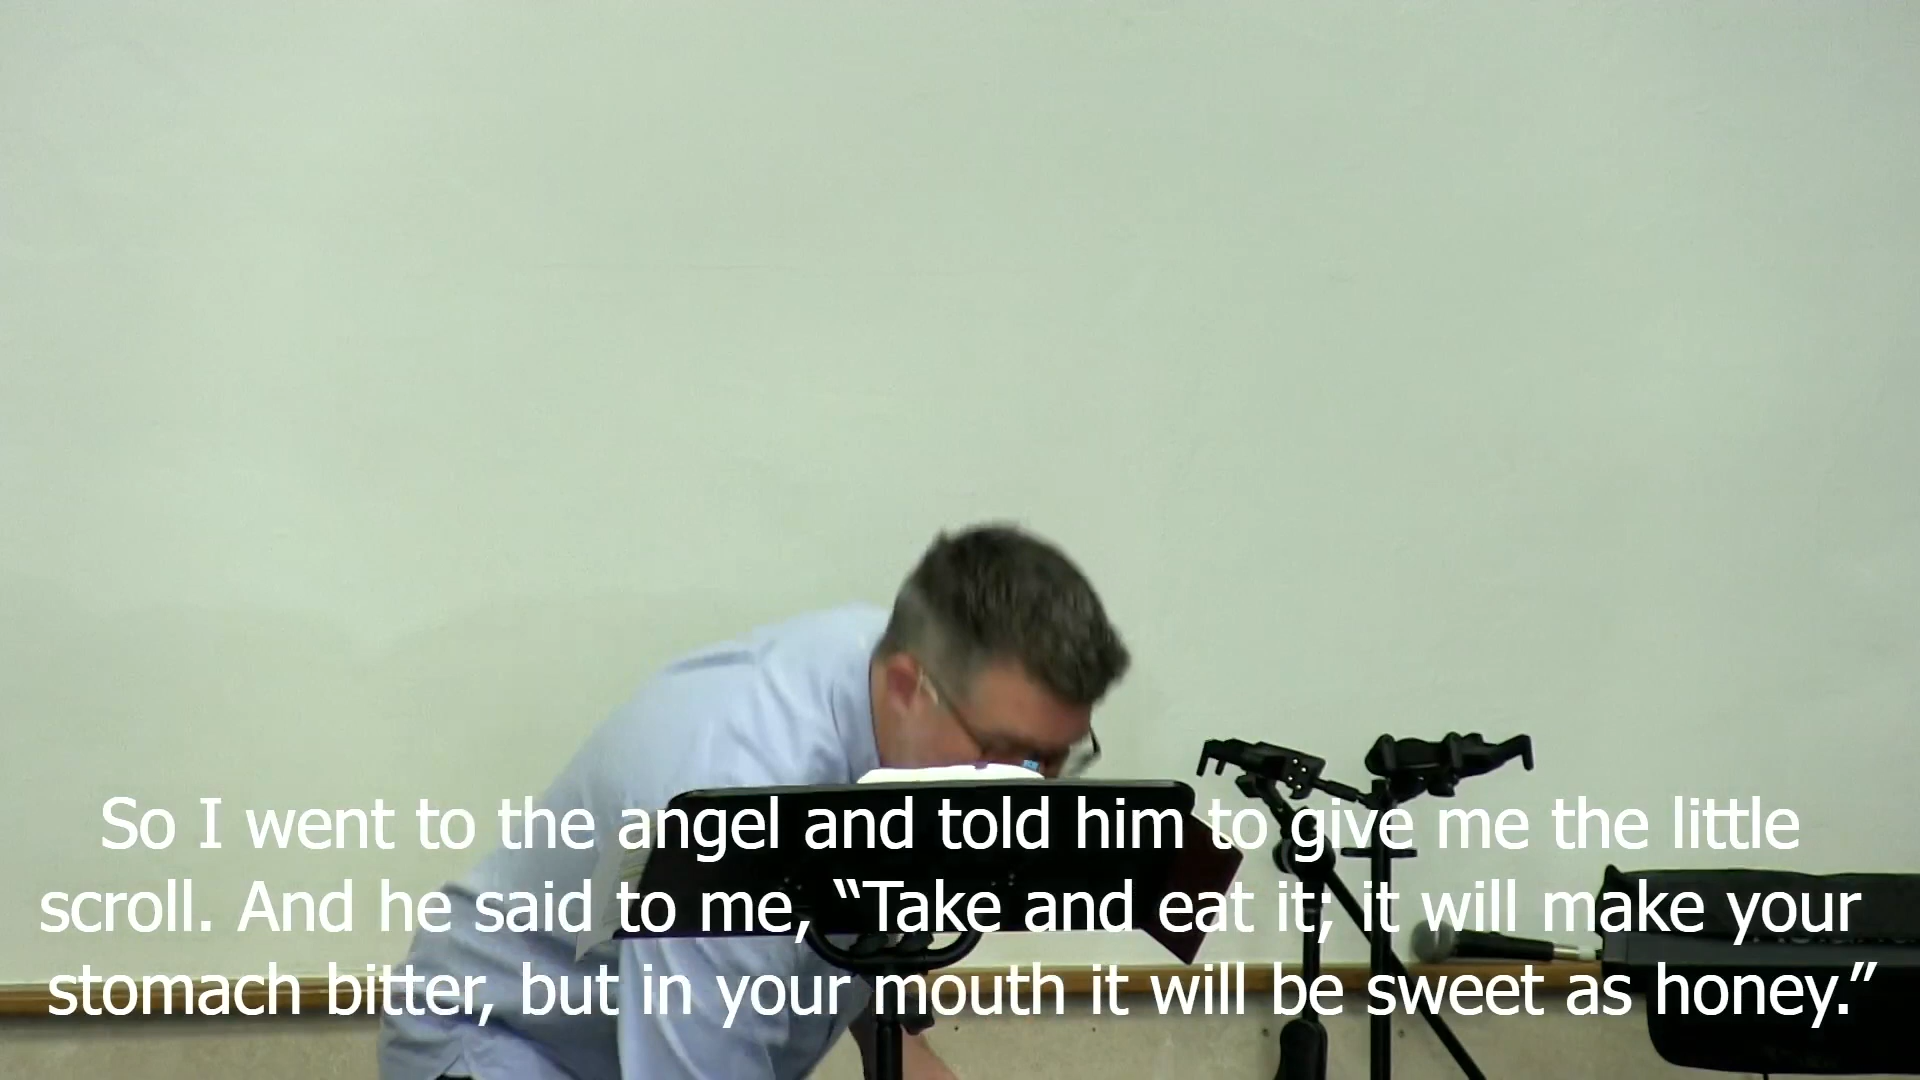 So I went to the angel and told him to give me the little
scroll. And he said to me, “Take and eat it; it will make your
stomach bitter, but in your mouth it will be sweet as honey.”